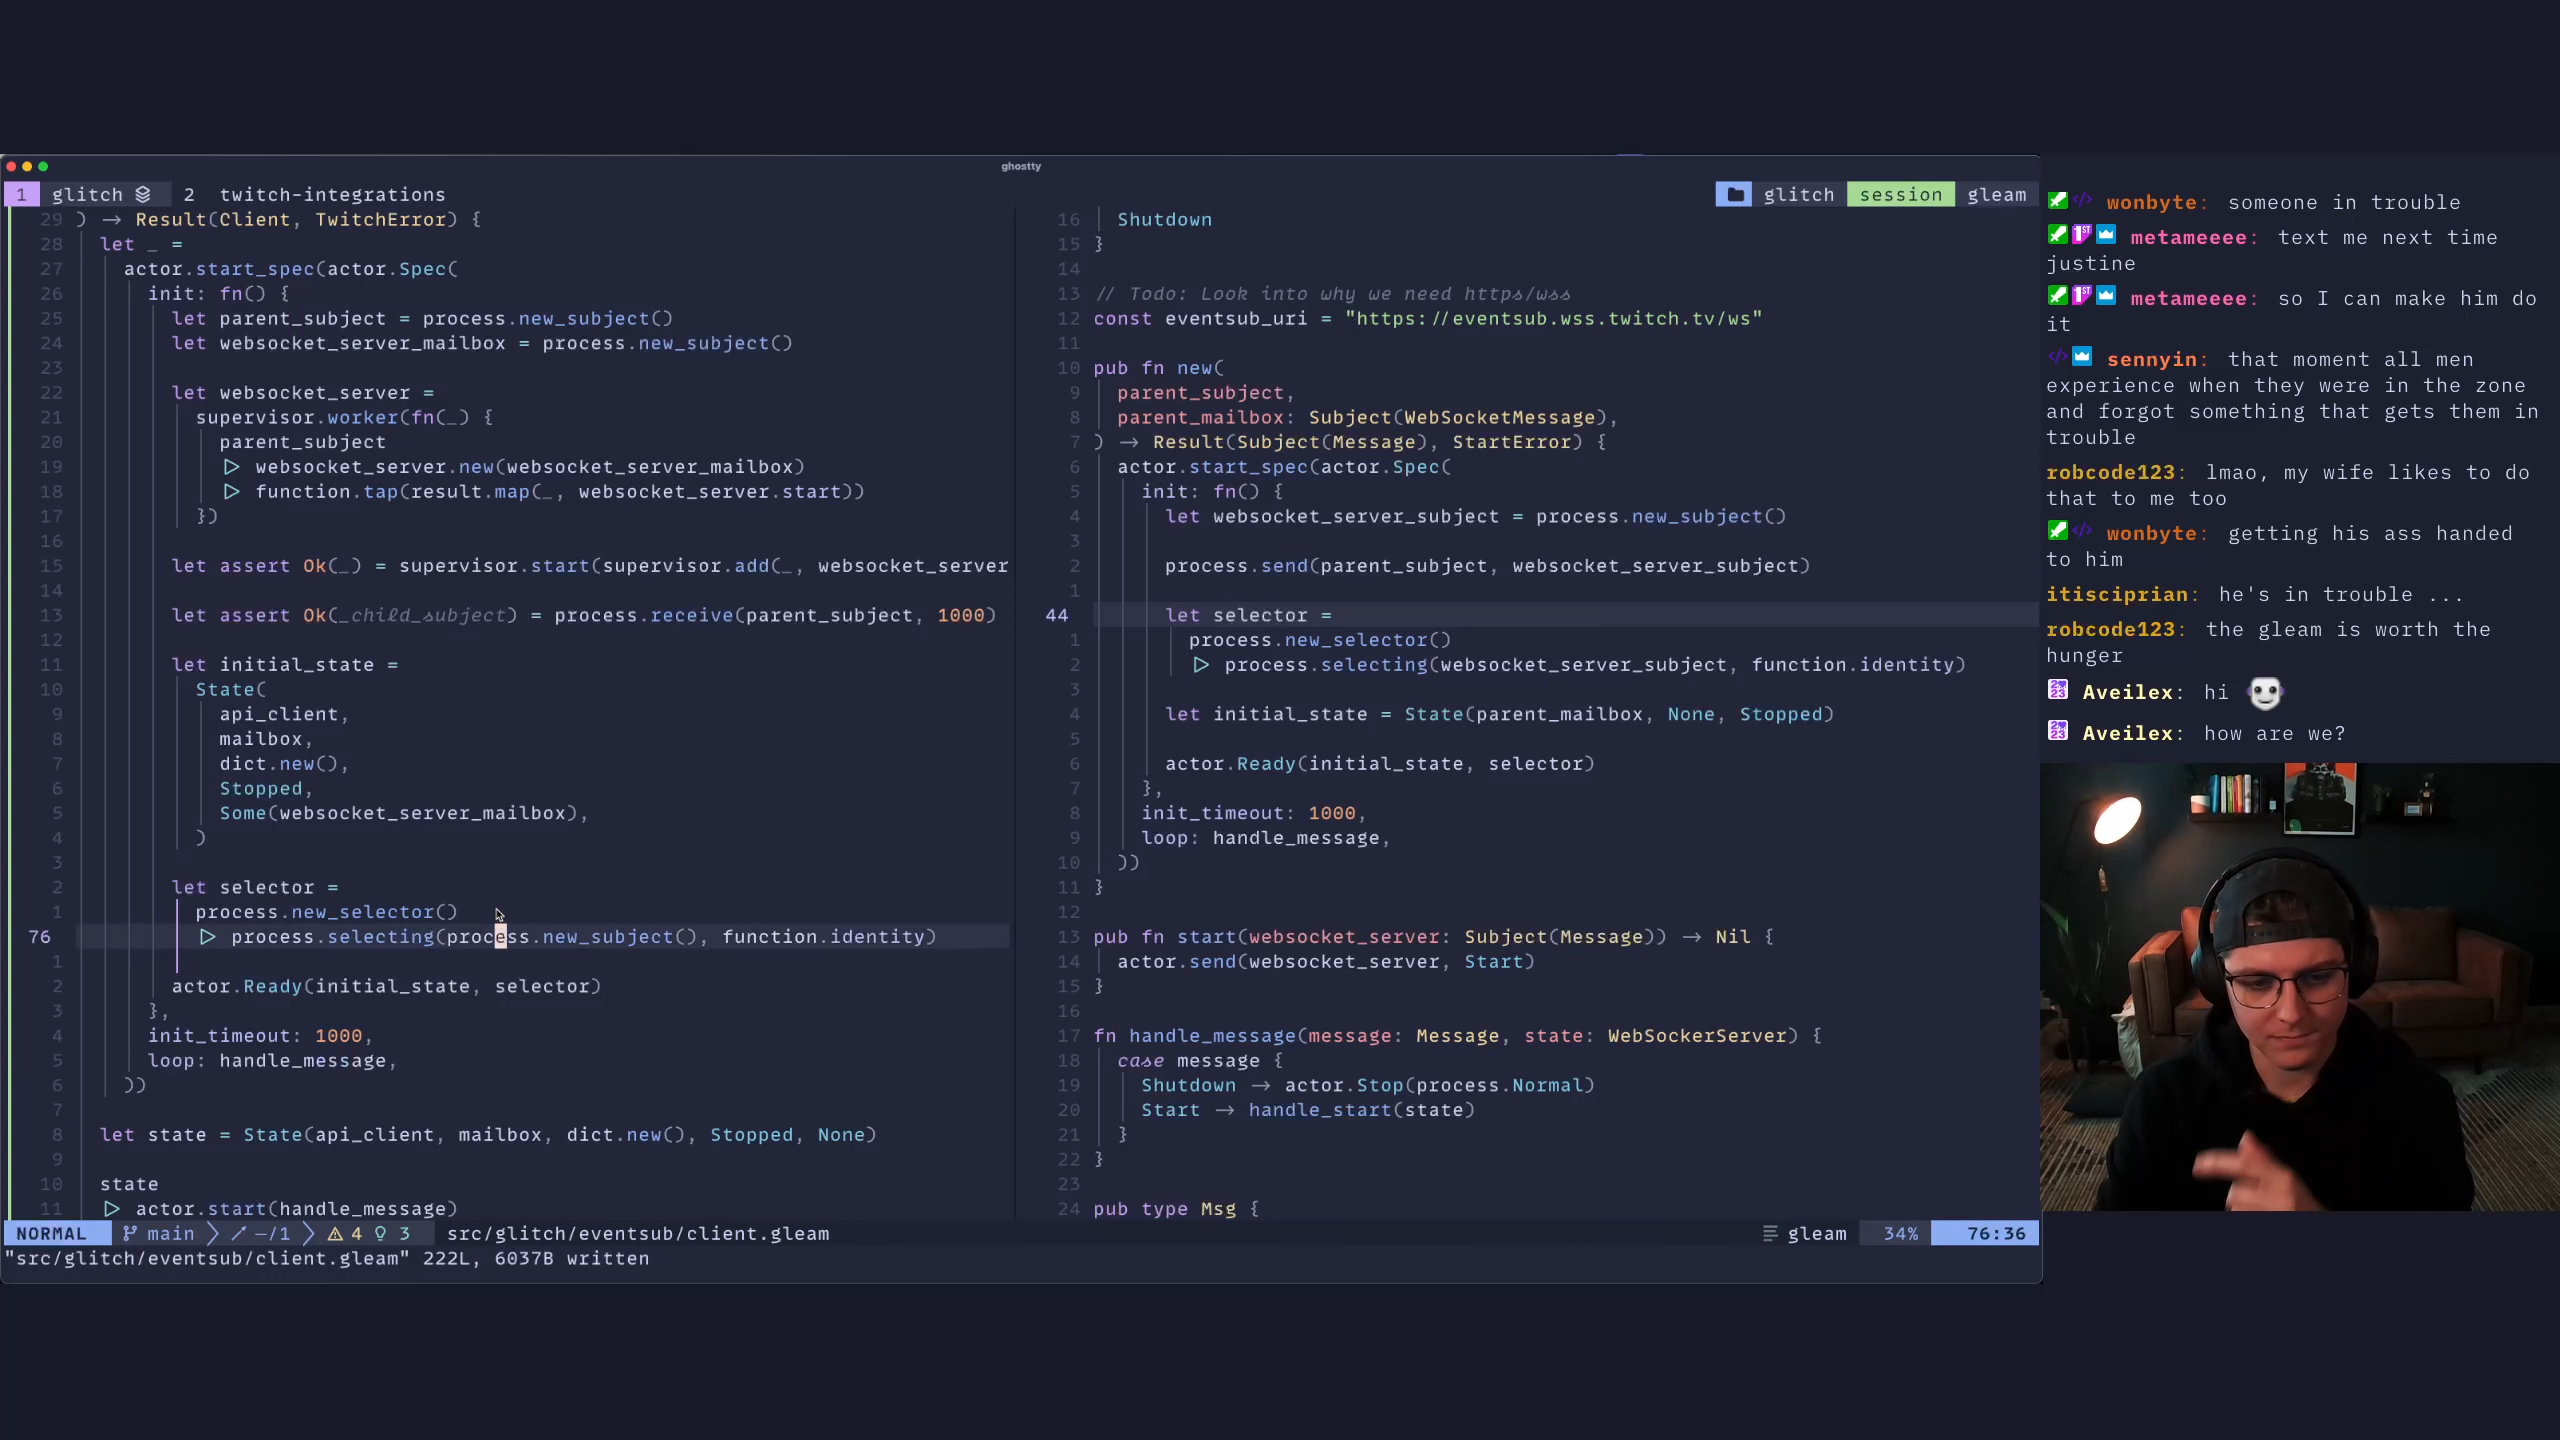 ghostty
1 glitch 2 twitch-integrations
glitch session gleam
29 ) → Result(Client, TwitchError) {
28 let _ =
27 actor.start_spec(actor.Spec(
26 init: fn() {
25 let parent_subject = process.new_subject()
24 let websocket_server_mailbox = process.new_subject()
23
22 let websocket_server =
21 supervisor.worker(fn(_) {
20 parent_subject
19 ▷ websocket_server.new(websocket_server_mailbox)
18 ▷ function.tap(result.map(_, websocket_server.start))
17 })
16
15 let assert Ok(_) = supervisor.start(supervisor.add(_, websocket_server
14
13 let assert Ok(_child_subject) = process.receive(parent_subject, 1000)
12
11 let initial_state =
10 State(
9 api_client,
8 mailbox,
7 dict.new(),
6 Stopped,
5 Some(websocket_server_mailbox),
4 )
3
2 let selector =
1 process.new_selector()
76 ▷ process.selecting(process.new_subject(), function.identity)
1
2 actor.Ready(initial_state, selector)
3 },
4 init_timeout: 1000,
5 loop: handle_message,
6 ))
7
8 let state = State(api_client, mailbox, dict.new(), Stopped, None)
9
10 state
11 ▷ actor.start(handle_message)
16 Shutdown
15 }
14
13 // Todo: Look into why we need https/wss
12 const eventsub_uri = "https://eventsub.wss.twitch.tv/ws"
11
10 pub fn new(
9 parent_subject,
8 parent_mailbox: Subject(WebSocketMessage),
7 ) → Result(Subject(Message), StartError) {
6 actor.start_spec(actor.Spec(
5 init: fn() {
4 let websocket_server_subject = process.new_subject()
3
2 process.send(parent_subject, websocket_server_subject)
1
44 let selector =
1 process.new_selector()
2 ▷ process.selecting(websocket_server_subject, function.identity)
3
4 let initial_state = State(parent_mailbox, None, Stopped)
5
6 actor.Ready(initial_state, selector)
7 },
8 init_timeout: 1000,
9 loop: handle_message,
10 ))
11 }
12
13 pub fn start(websocket_server: Subject(Message)) → Nil {
14 actor.send(websocket_server, Start)
15 }
16
17 fn handle_message(message: Message, state: WebSockerServer) {
18 case message {
19 Shutdown → actor.Stop(process.Normal)
20 Start → handle_start(state)
21 }
22 }
23
24 pub type Msg {
NORMAL main –/1 4 3 src/glitch/eventsub/client.gleam gleam 34% 76:36
"src/glitch/eventsub/client.gleam" 222L, 6037B written
wonbyte: someone in trouble
metameeee: text me next time
justine
metameeee: so I can make him do
it
sennyin: that moment all men
experience when they were in the zone
and forgot something that gets them in
trouble
robcode123: lmao, my wife likes to do
that to me too
wonbyte: getting his ass handed
to him
itisciprian: he's in trouble ...
robcode123: the gleam is worth the
hunger
Aveilex: hi
Aveilex: how are we?